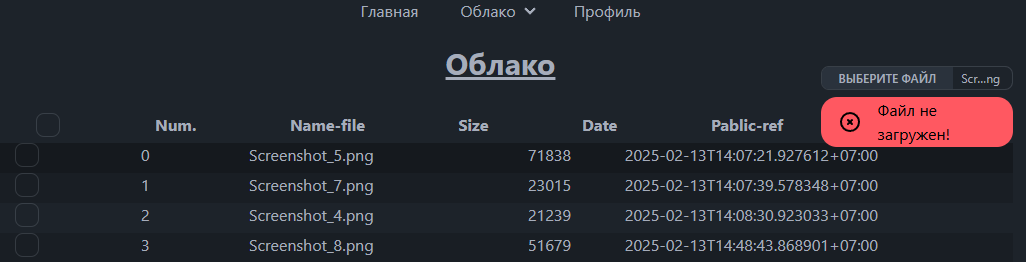 Главная Облако Профиль
Облако
ВЫБЕРИТЕ ФАЙЛ Scr...ng
Файл не
загружен!
Num. Name-file Size Date Pablic-ref
0 Screenshot_5.png 71838 2025-02-13T14:07:21.927612+07:00
1 Screenshot_7.png 23015 2025-02-13T14:07:39.578348+07:00
2 Screenshot_4.png 21239 2025-02-13T14:08:30.923033+07:00
3 Screenshot_8.png 51679 2025-02-13T14:48:43.868901+07:00